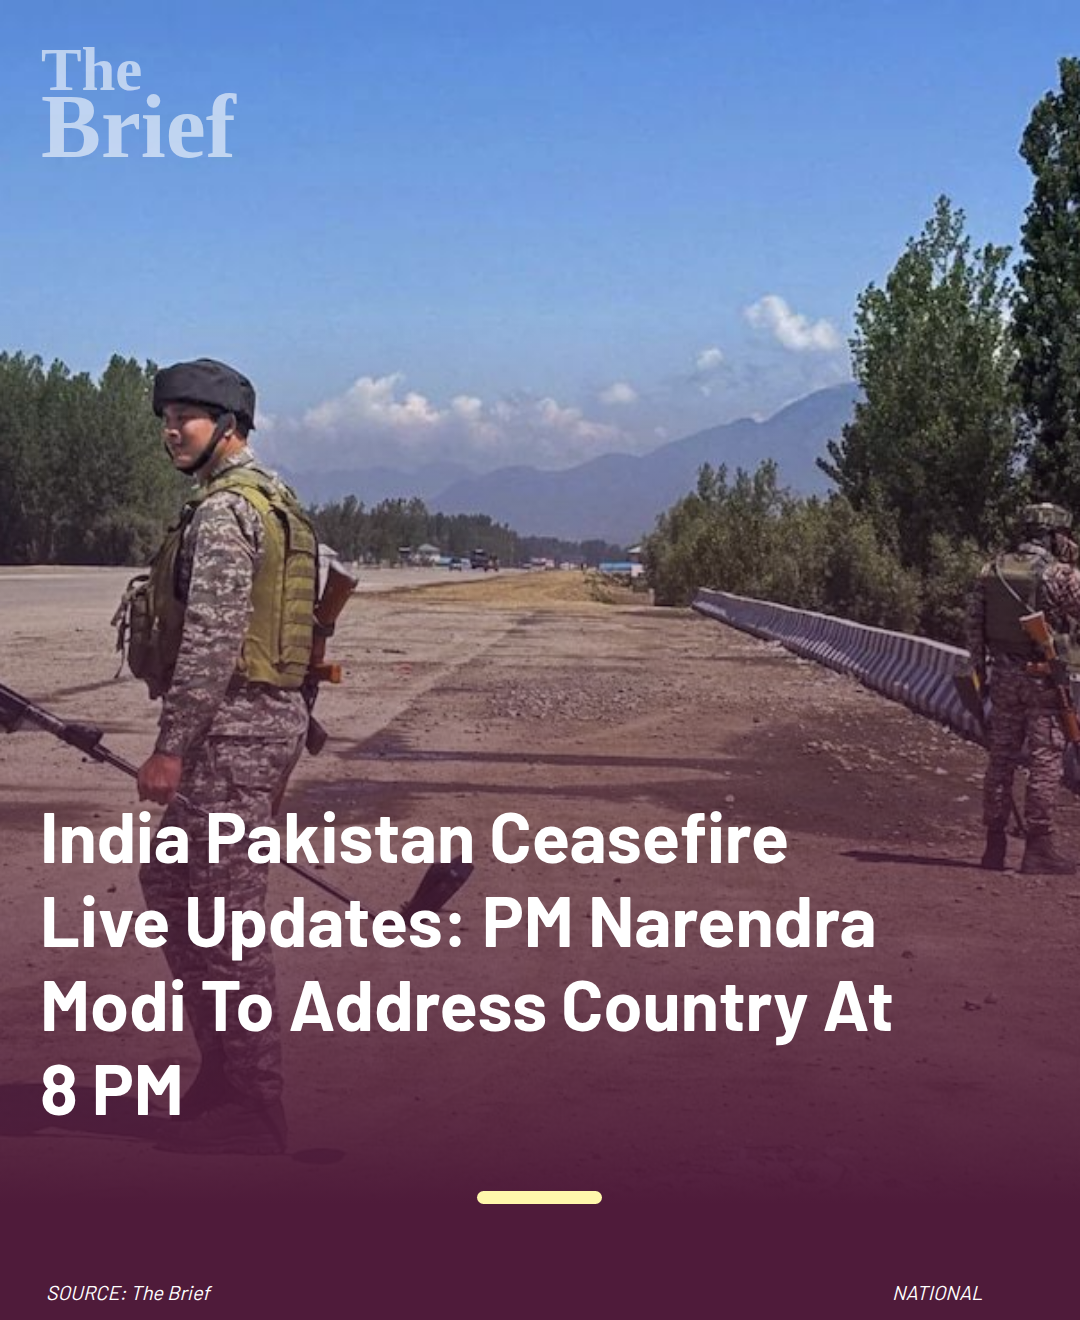 The
Brief
India Pakistan Ceasefire
Live Updates: PM Narendra
Modi To Address Country At
8 PM
SOURCE: The Brief
NATIONAL